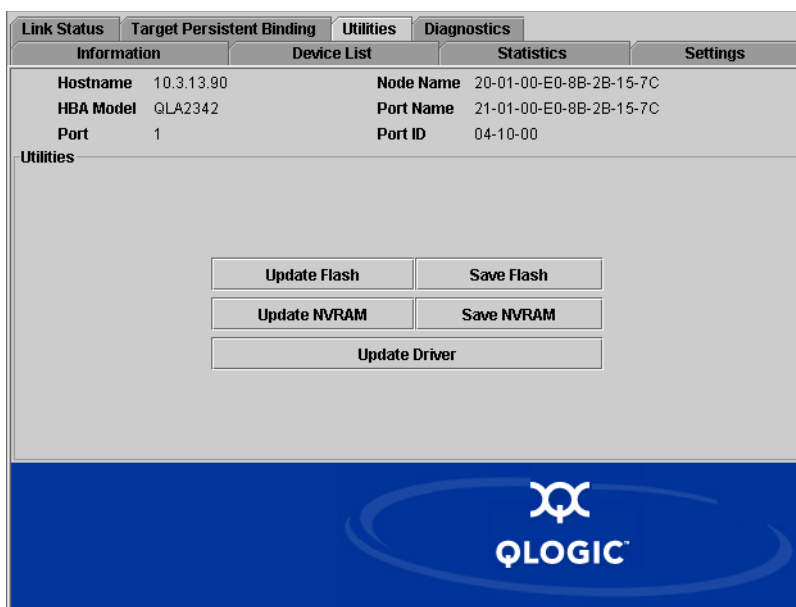 Link Status Target Persistent Binding Utilities Diagnostics
Information Device List Statistics Settings
Hostname 10.3.13.90 Node Name 20-01-00-E0-8B-2B-15-7C
HBA Model QLA2342 Port Name 21-01-00-E0-8B-2B-15-7C
Port 1 Port ID 04-10-00
Utilities
Update Flash Save Flash
Update NVRAM Save NVRAM
Update Driver
QLOGIC™